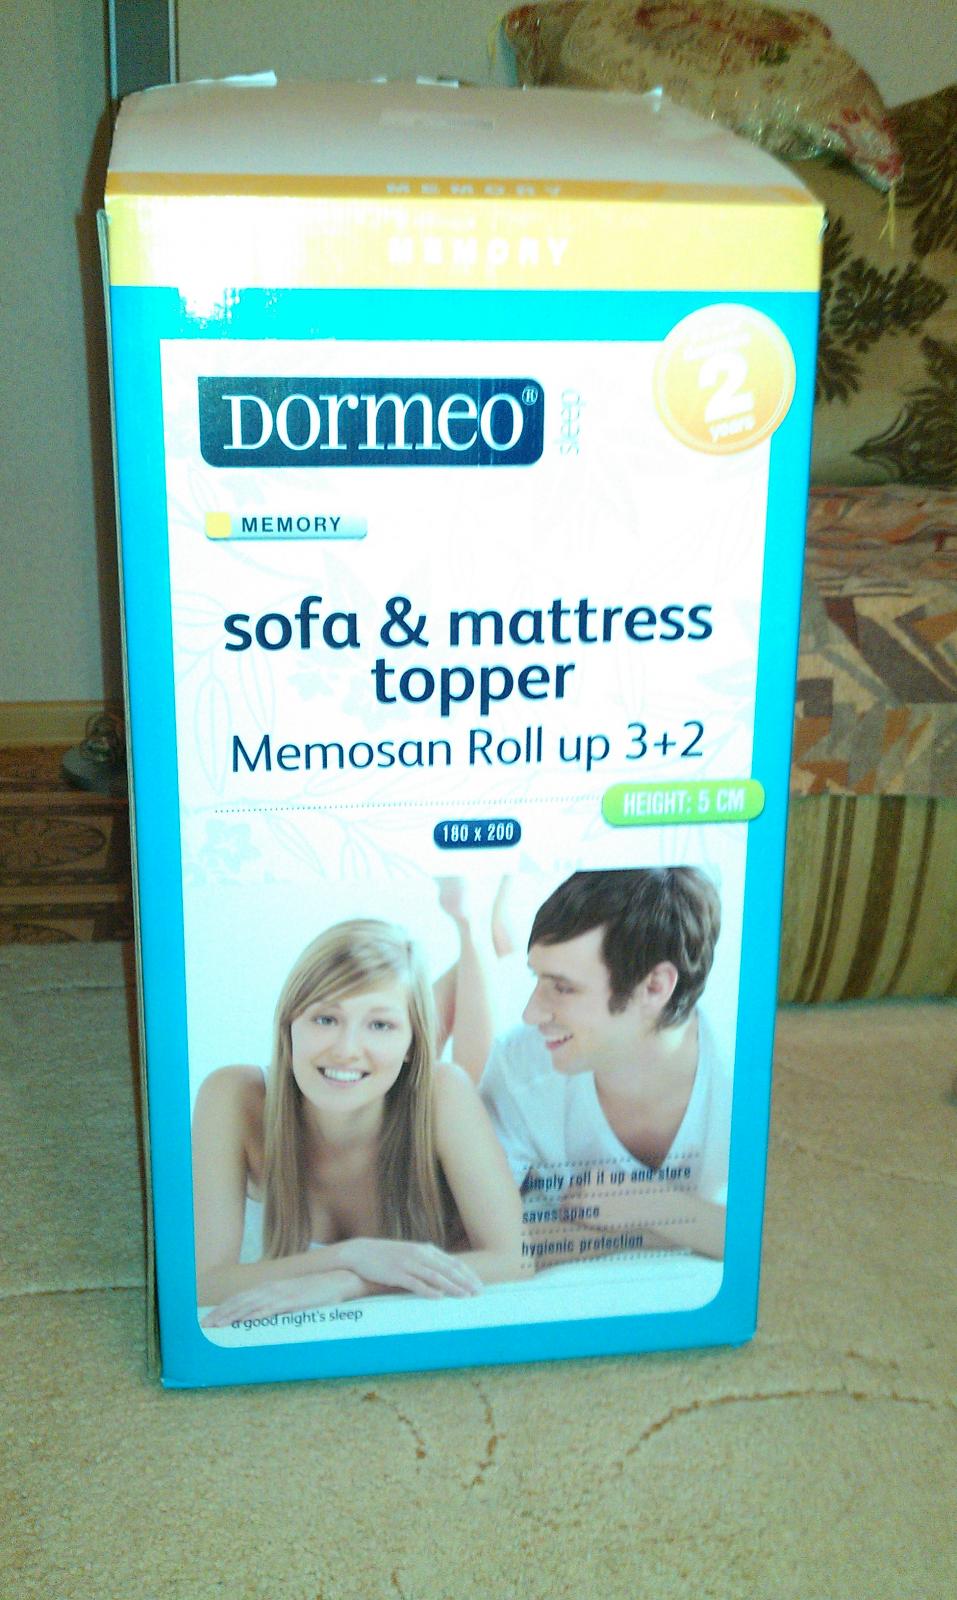 MEMORY
MEMORY
2
years
Dormeo®
sleep
MEMORY
sofa & mattress
topper
Memosan Roll up 3+2
HEIGHT: 5 CM
180 x 200
simply roll it up and store
saves space
hygienic protection
a good night's sleep